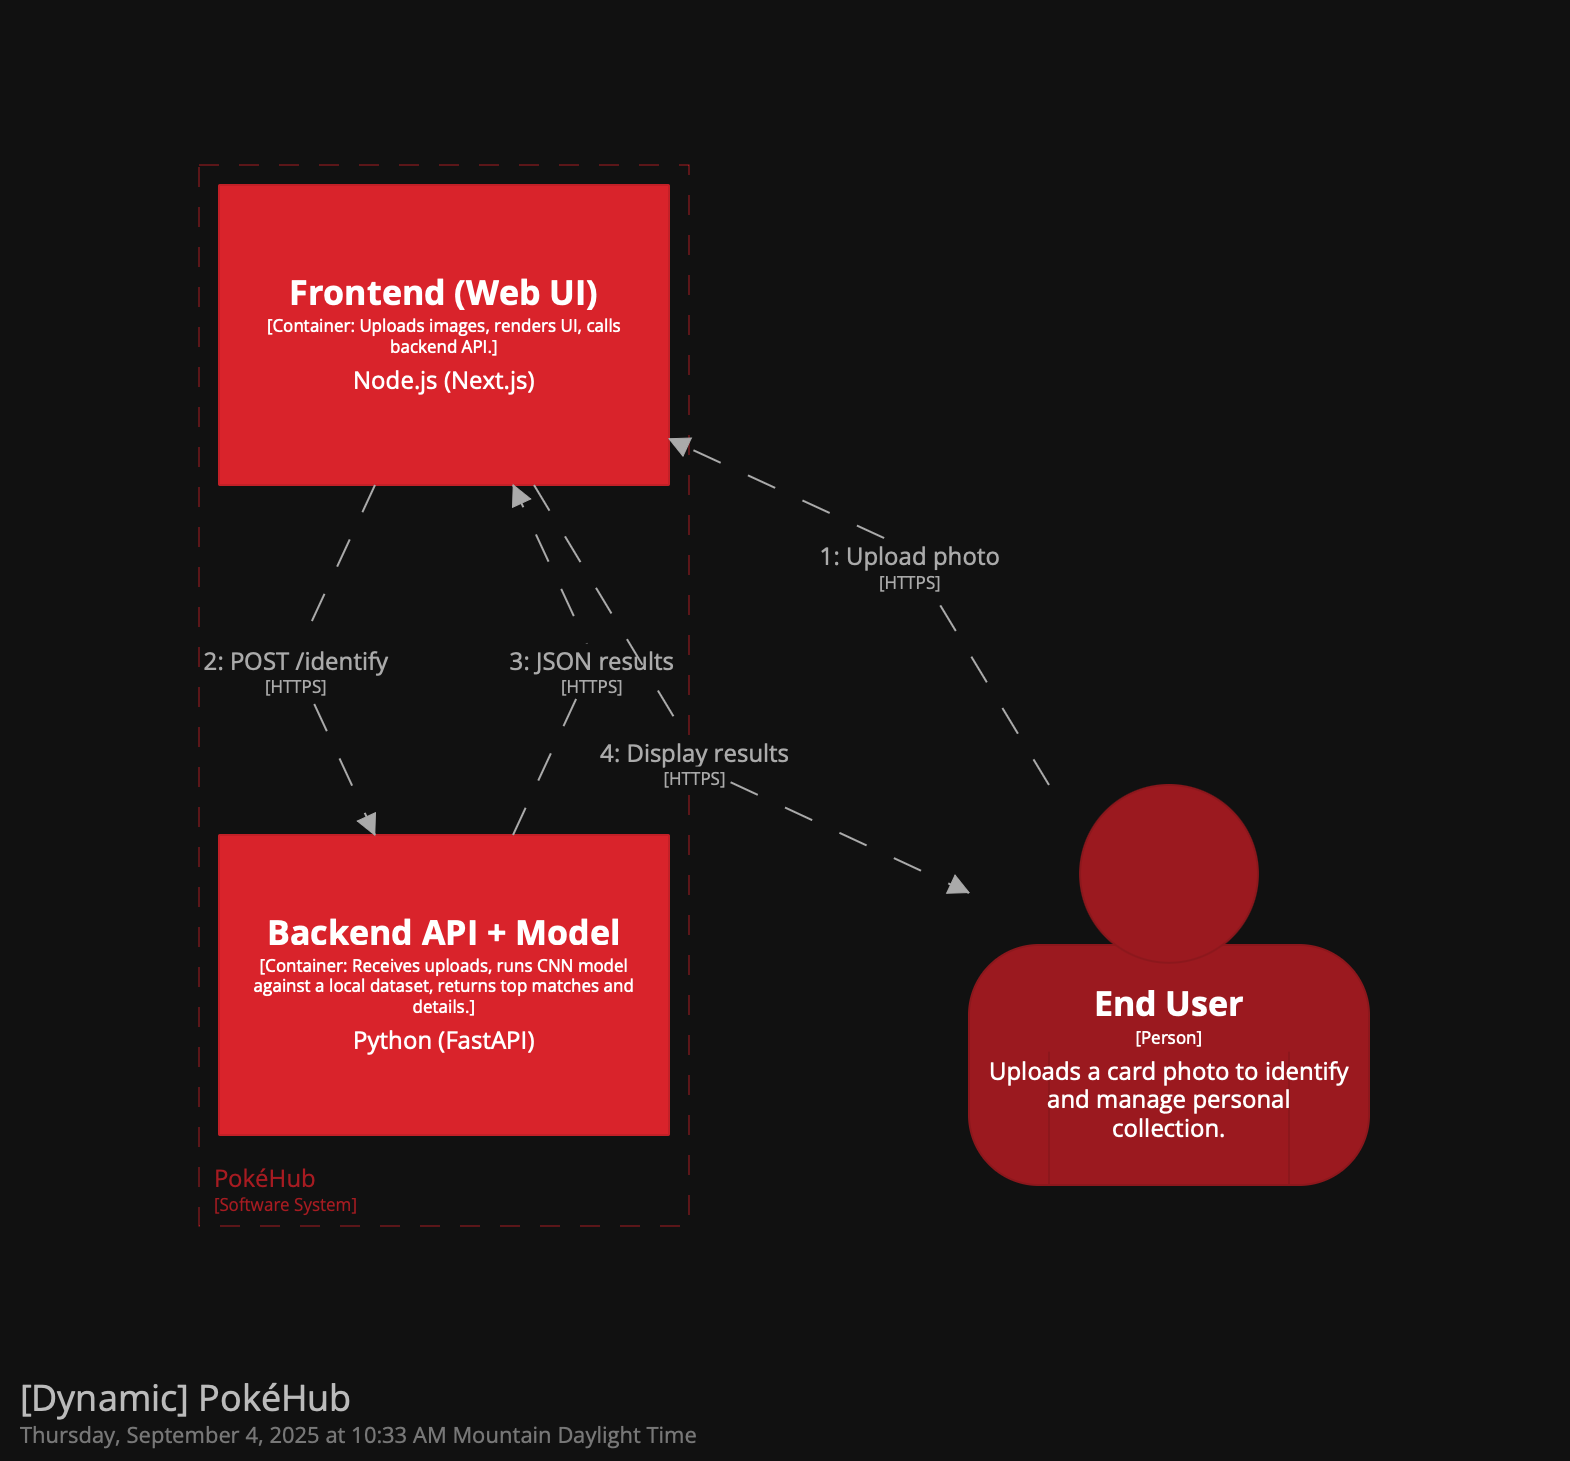 Frontend (Web UI)
[Container: Uploads images, renders UI, calls
backend API.]
Node.js (Next.js)
1: Upload photo
[HTTPS]
2: POST /identify
[HTTPS]
3: JSON results
[HTTPS]
4: Display results
[HTTPS]
Backend API + Model
[Container: Receives uploads, runs CNN model
against a local dataset, returns top matches and
details.]
Python (FastAPI)
End User
[Person]
Uploads a card photo to identify
and manage personal
collection.
PokéHub
[Software System]
[Dynamic] PokéHub
Thursday, September 4, 2025 at 10:33 AM Mountain Daylight Time